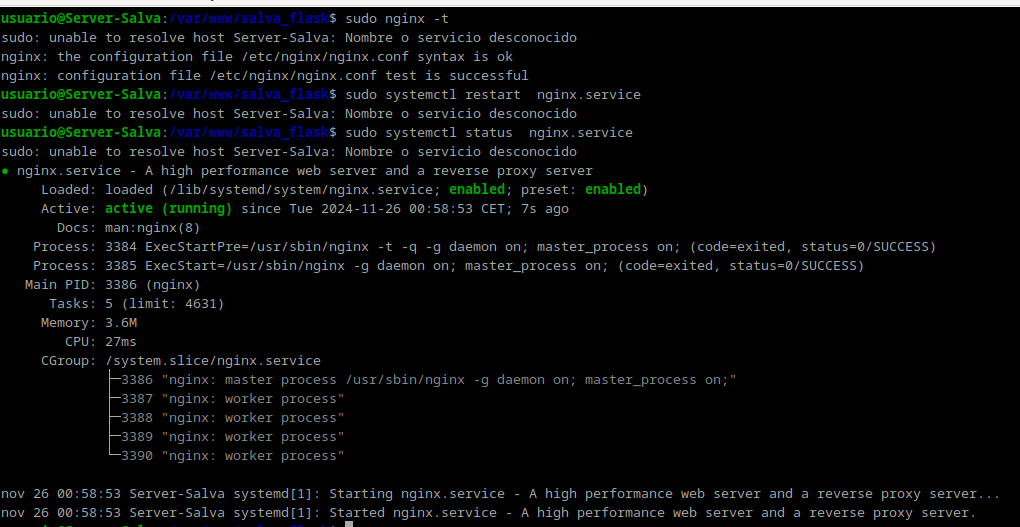 usuario@Server-Salva:/var/www/salva_flask$ sudo nginx -t
sudo: unable to resolve host Server-Salva: Nombre o servicio desconocido
nginx: the configuration file /etc/nginx/nginx.conf syntax is ok
nginx: configuration file /etc/nginx/nginx.conf test is successful
usuario@Server-Salva:/var/www/salva_flask$ sudo systemctl restart  nginx.service
sudo: unable to resolve host Server-Salva: Nombre o servicio desconocido
usuario@Server-Salva:/var/www/salva_flask$ sudo systemctl status  nginx.service
sudo: unable to resolve host Server-Salva: Nombre o servicio desconocido
● nginx.service - A high performance web server and a reverse proxy server
     Loaded: loaded (/lib/systemd/system/nginx.service; enabled; preset: enabled)
     Active: active (running) since Tue 2024-11-26 00:58:53 CET; 7s ago
       Docs: man:nginx(8)
    Process: 3384 ExecStartPre=/usr/sbin/nginx -t -q -g daemon on; master_process on; (code=exited, status=0/SUCCESS)
    Process: 3385 ExecStart=/usr/sbin/nginx -g daemon on; master_process on; (code=exited, status=0/SUCCESS)
   Main PID: 3386 (nginx)
      Tasks: 5 (limit: 4631)
     Memory: 3.6M
        CPU: 27ms
     CGroup: /system.slice/nginx.service
             ├─3386 "nginx: master process /usr/sbin/nginx -g daemon on; master_process on;"
             ├─3387 "nginx: worker process"
             ├─3388 "nginx: worker process"
             ├─3389 "nginx: worker process"
             └─3390 "nginx: worker process"
nov 26 00:58:53 Server-Salva systemd[1]: Starting nginx.service - A high performance web server and a reverse proxy server...
nov 26 00:58:53 Server-Salva systemd[1]: Started nginx.service - A high performance web server and a reverse proxy server.